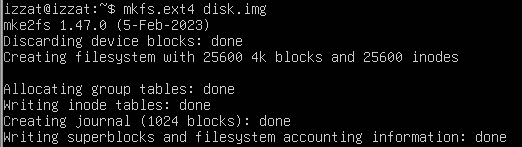 izzat@izzat:~$ mkfs.ext4 disk.img
mke2fs 1.47.0 (5-Feb-2023)
Discarding device blocks: done
Creating filesystem with 25600 4k blocks and 25600 inodes

Allocating group tables: done
Writing inode tables: done
Creating journal (1024 blocks): done
Writing superblocks and filesystem accounting information: done